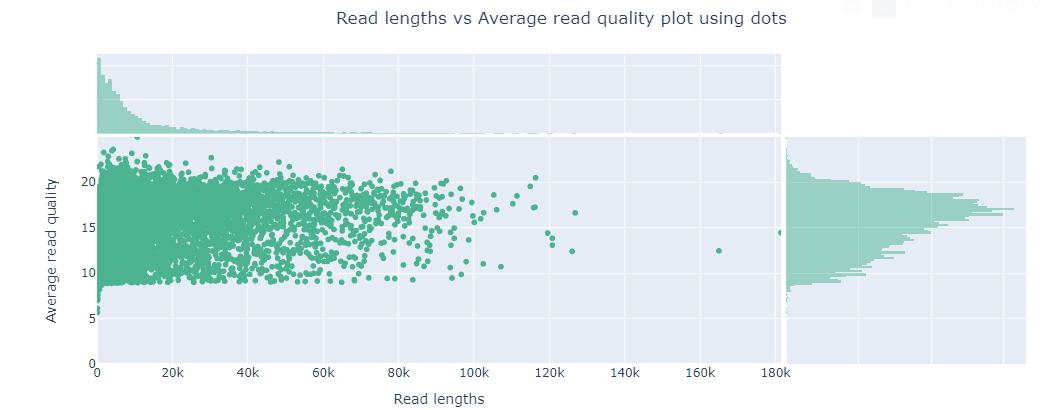 Read lengths vs Average read quality plot using dots
20
15
10
5
0
Average read quality
0 20k 40k 60k 80k 100k 120k 140k 160k 180k
Read lengths